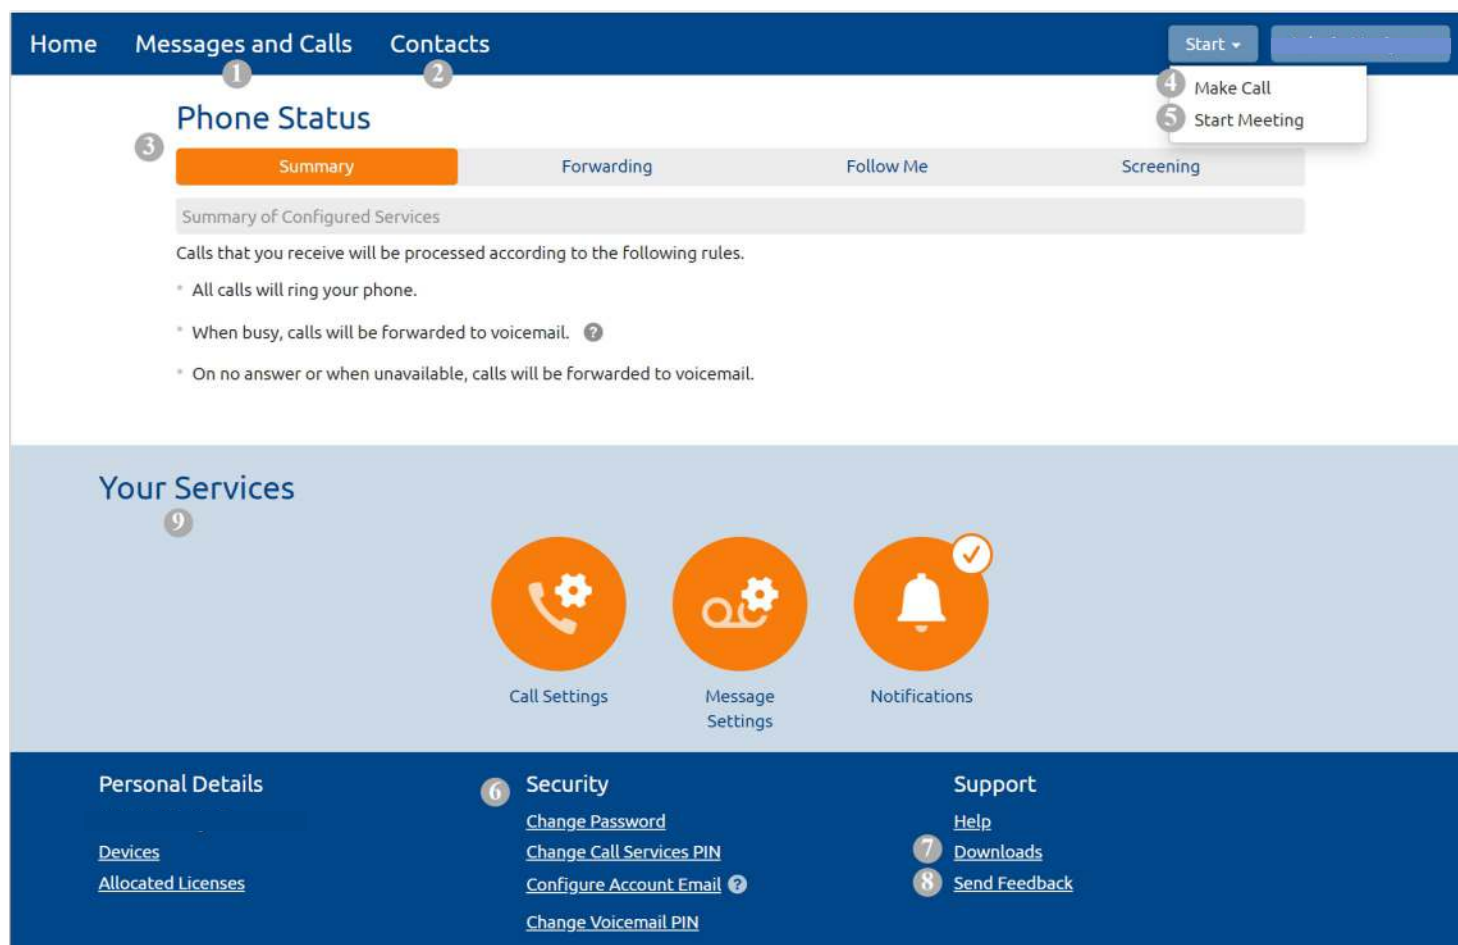 Home Messages and Calls Contacts Start
1 2
4 Make Call
5 Start Meeting
Phone Status
3
Summary Forwarding Follow Me Screening
Summary of Configured Services
Calls that you receive will be processed according to the following rules.
All calls will ring your phone.
When busy, calls will be forwarded to voicemail. ?
On no answer or when unavailable, calls will be forwarded to voicemail.
Your Services
9
Call Settings
Message
Settings
Notifications
Personal Details
Devices
Allocated Licenses
6 Security
Change Password
Change Call Services PIN
Configure Account Email ?
Change Voicemail PIN
Support
Help
7 Downloads
8 Send Feedback